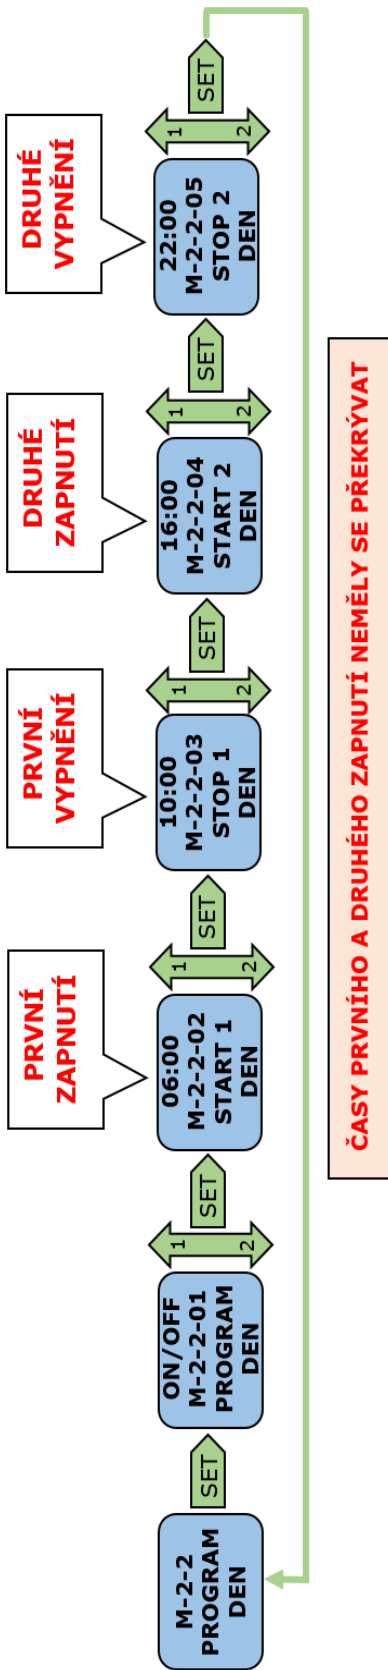 PRVNÍ
ZAPNUTÍ
PRVNÍ
VYPNĚNÍ
DRUHÉ
ZAPNUTÍ
DRUHÉ
VYPNĚNÍ
M-2-2
PROGRAM
DEN
SET
ON/OFF
M-2-2-01
PROGRAM
DEN
1
2
SET
06:00
M-2-2-02
START 1
DEN
1
2
SET
10:00
M-2-2-03
STOP 1
DEN
1
2
SET
16:00
M-2-2-04
START 2
DEN
1
2
SET
22:00
M-2-2-05
STOP 2
DEN
1
2
SET
ČASY PRVNÍHO A DRUHÉHO ZAPNUTÍ NEMĚLY SE PŘEKRÝVAT